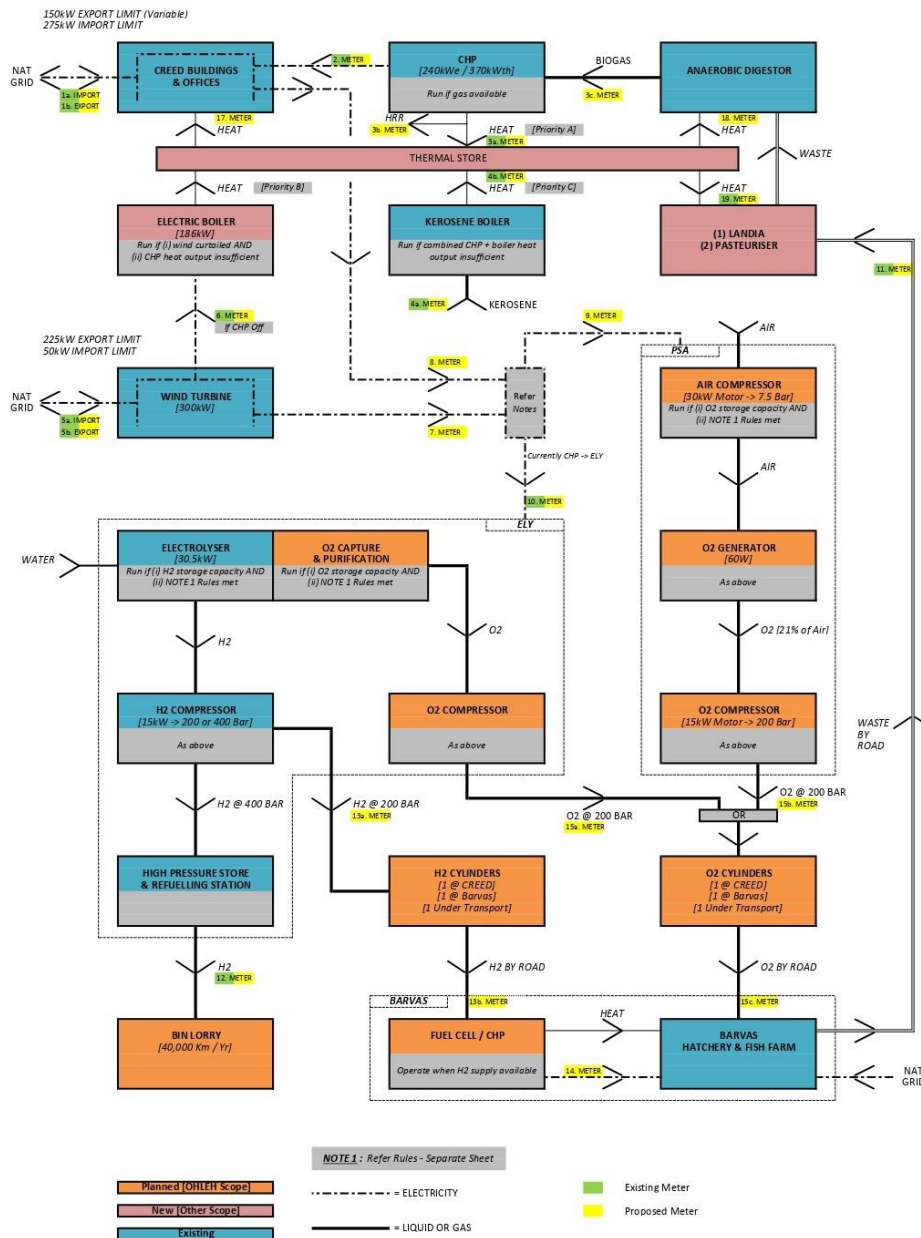 150kW EXPORT LIMIT (Variable)
275kW IMPORT LIMIT
NAT
GRID
1a. IMPORT
1b. EXPORT
CREED BUILDINGS
& OFFICES
2. METER
CHP
[240kWe / 370kWth]
Run if gas available
BIOGAS
3c. METER
ANAEROBIC DIGESTOR
17. METER
HEAT
HRR
3b. METER
HEAT
[Priority A]
3a. METER
18. METER
HEAT
WASTE
THERMAL STORE
HEAT
[Priority B]
4b. METER
HEAT
[Priority C]
HEAT
19. METER
ELECTRIC BOILER
[186kW]
Run if (i) wind curtailed AND
(ii) CHP heat output insufficient
KEROSENE BOILER
Run if combined CHP + boiler heat
output insufficient
(1) LANDIA
(2) PASTEURISER
11. METER
4a. METER
KEROSENE
6. METER
If CHP Off
9. METER
AIR
225kW EXPORT LIMIT
50kW IMPORT LIMIT
PSA
NAT
GRID
5a. IMPORT
5b. EXPORT
WIND TURBINE
[300kW]
8. METER
7. METER
Refer
Notes
AIR COMPRESSOR
[30kW Motor -> 7.5 Bar]
Run if (i) O2 storage capacity AND
(ii) NOTE 1 Rules met
Currently CHP -> ELY
AIR
10. METER
ELY
WATER
ELECTROLYSER
[30.5kW]
Run if (i) H2 storage capacity AND
(ii) NOTE 1 Rules met
O2 CAPTURE
& PURIFICATION
Run if (i) O2 storage capacity AND
(ii) NOTE 1 Rules met
O2 GENERATOR
[60W]
As above
H2
O2
O2 [21% of Air]
H2 COMPRESSOR
[15kW -> 200 or 400 Bar]
As above
O2 COMPRESSOR
As above
O2 COMPRESSOR
[15kW Motor -> 200 Bar]
As above
WASTE
BY
ROAD
H2 @ 400 BAR
H2 @ 200 BAR
13a. METER
O2 @ 200 BAR
15a. METER
O2 @ 200 BAR
15b. METER
OR
HIGH PRESSURE STORE
& REFUELLING STATION
H2 CYLINDERS
[1 @ CREED]
[1 @ Barvas]
[1 Under Transport]
O2 CYLINDERS
[1 @ CREED]
[1 @ Barvas]
[1 Under Transport]
H2
12. METER
H2 BY ROAD
13b. METER
O2 BY ROAD
15c. METER
BARVAS
BIN LORRY
[40,000 Km / Yr]
FUEL CELL / CHP
Operate when H2 supply available
HEAT
14. METER
BARVAS
HATCHERY & FISH FARM
NAT
GRID
NOTE 1 : Refer Rules - Separate Sheet
Planned [OHLEH Scope]
New [Other Scope]
Existing
= ELECTRICITY
= LIQUID OR GAS
Existing Meter
Proposed Meter